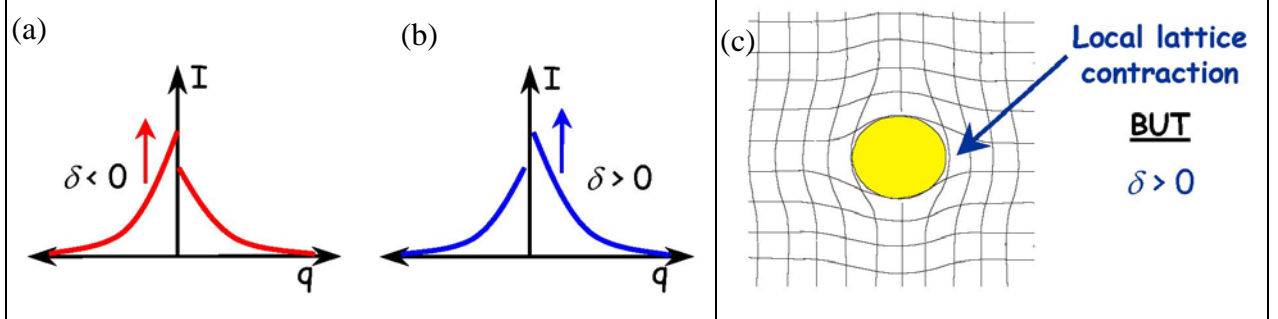 (a)
I
δ < 0
q
(b)
I
δ > 0
q
(c)
Local lattice
contraction
BUT
δ > 0